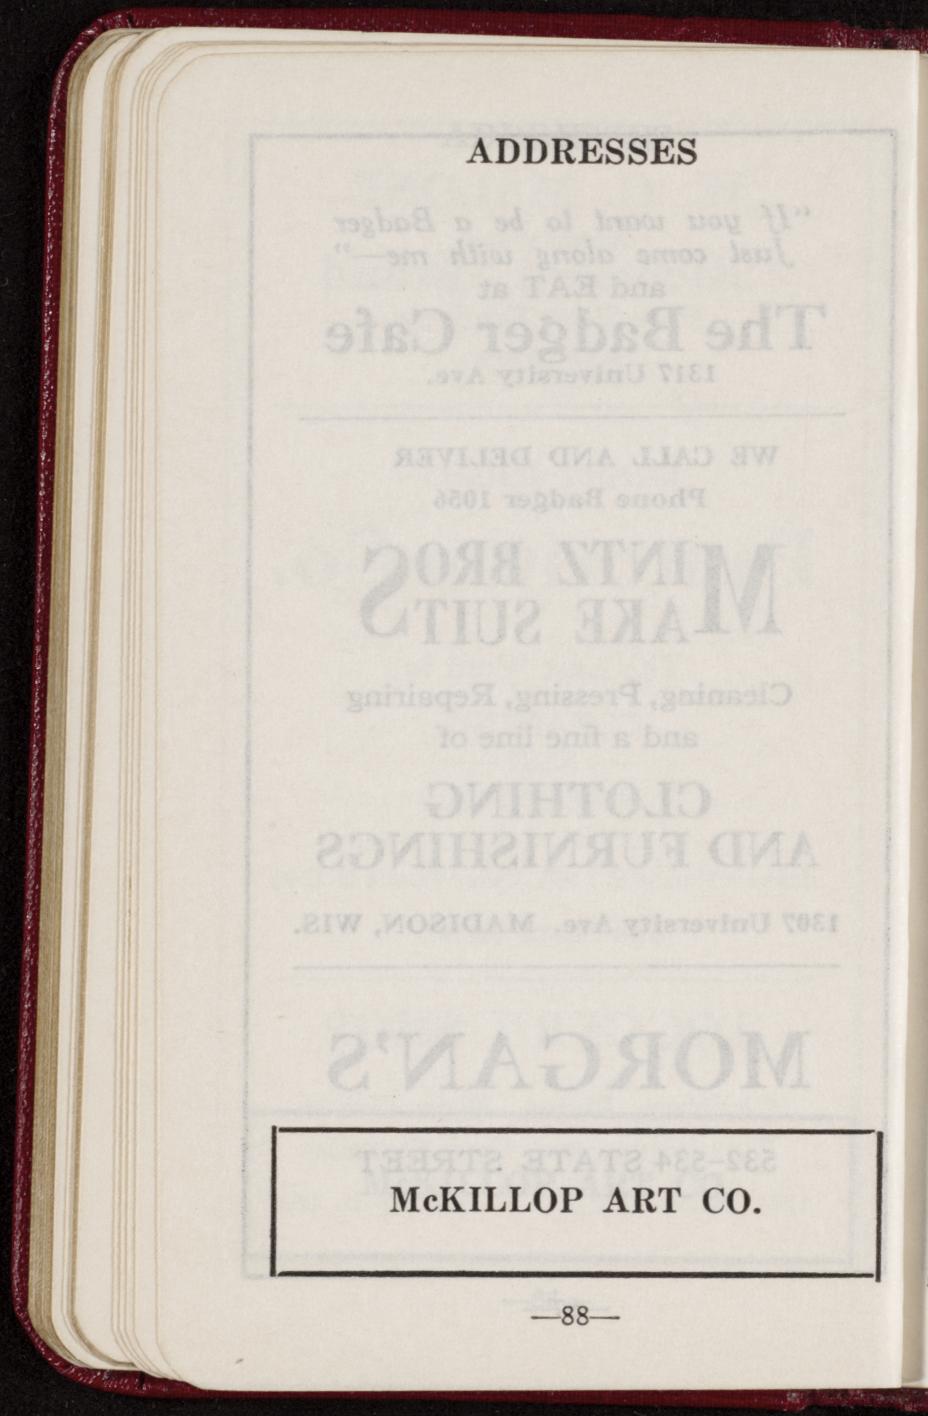 ADDRESSES
"If you want to be a Badger
Just come along with me—"
and EAT at
The Badger Cafe
1317 University Ave.
WE CALL AND DELIVER
Phone Badger 1056
MINTZ BROS
MAKE SUITS
Cleaning, Pressing, Repairing
and a fine line of
CLOTHING
AND FURNISHINGS
1307 University Ave. MADISON, WIS.
MORGAN'S
532-534 STATE STREET
McKILLOP ART CO.
—88—